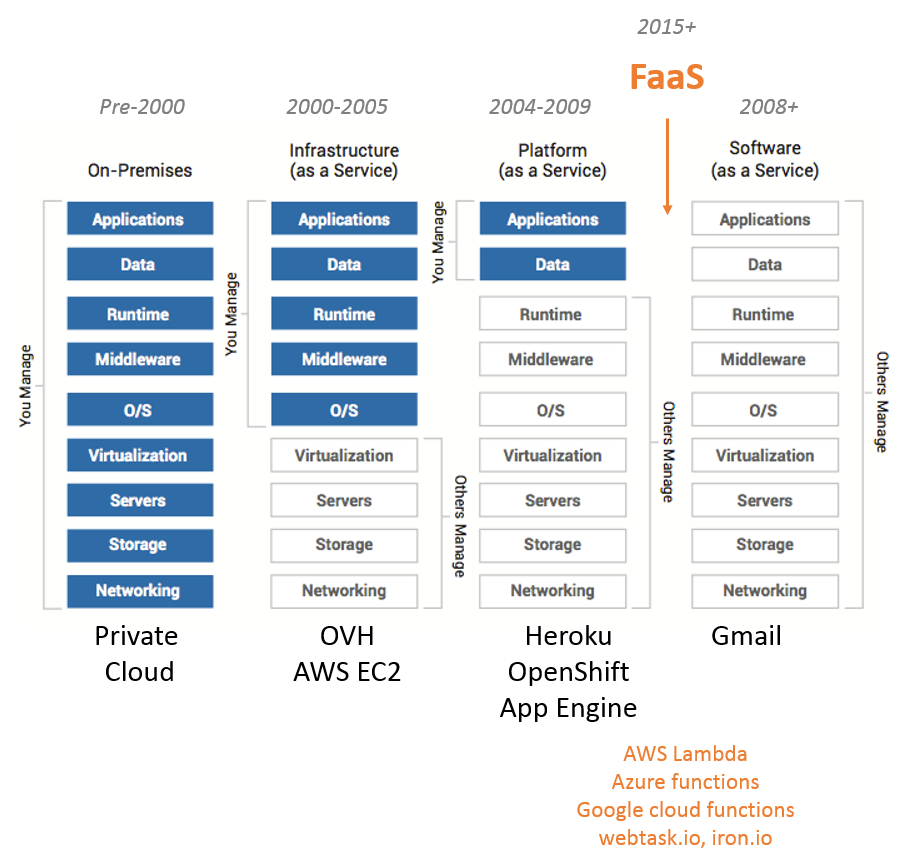 2015+
FaaS
Pre-2000
2000-2005
2004-2009
2008+
On-Premises
Infrastructure
(as a Service)
Platform
(as a Service)
Software
(as a Service)
You Manage
Applications
Data
Runtime
Middleware
O/S
Virtualization
Servers
Storage
Networking
You Manage
Applications
Data
Runtime
Middleware
O/S
Virtualization
Servers
Storage
Networking
Others Manage
You Manage
Applications
Data
Runtime
Middleware
O/S
Virtualization
Servers
Storage
Networking
Others Manage
Applications
Data
Runtime
Middleware
O/S
Virtualization
Servers
Storage
Networking
Others Manage
Private
Cloud
OVH
AWS EC2
Heroku
OpenShift
App Engine
Gmail
AWS Lambda
Azure functions
Google cloud functions
webtask.io, iron.io